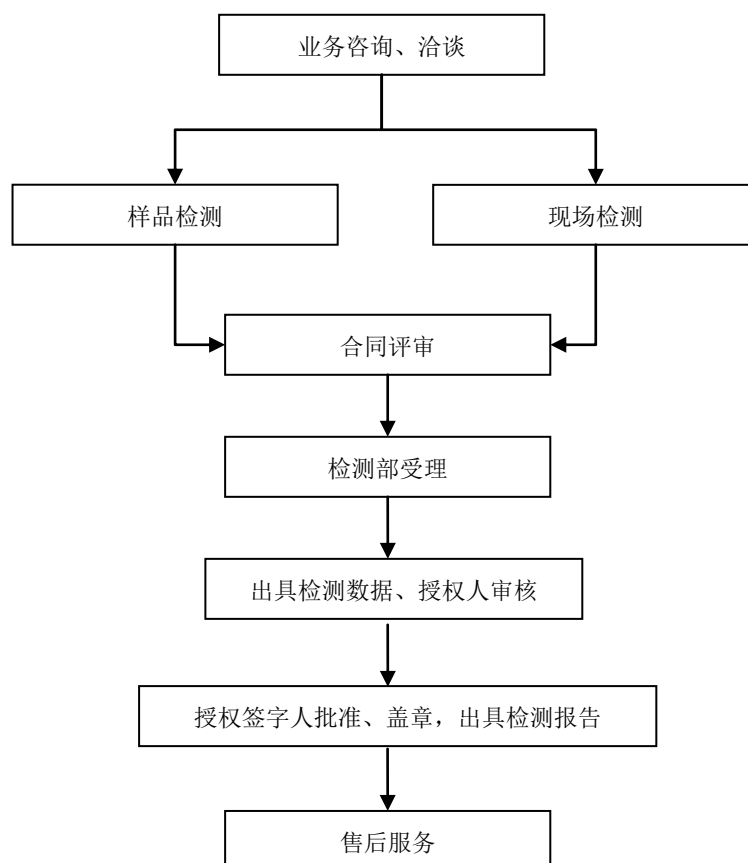 业务咨询、洽谈
样品检测
现场检测
合同评审
检测部受理
出具检测数据、授权人审核
授权签字人批准、盖章，出具检测报告
售后服务